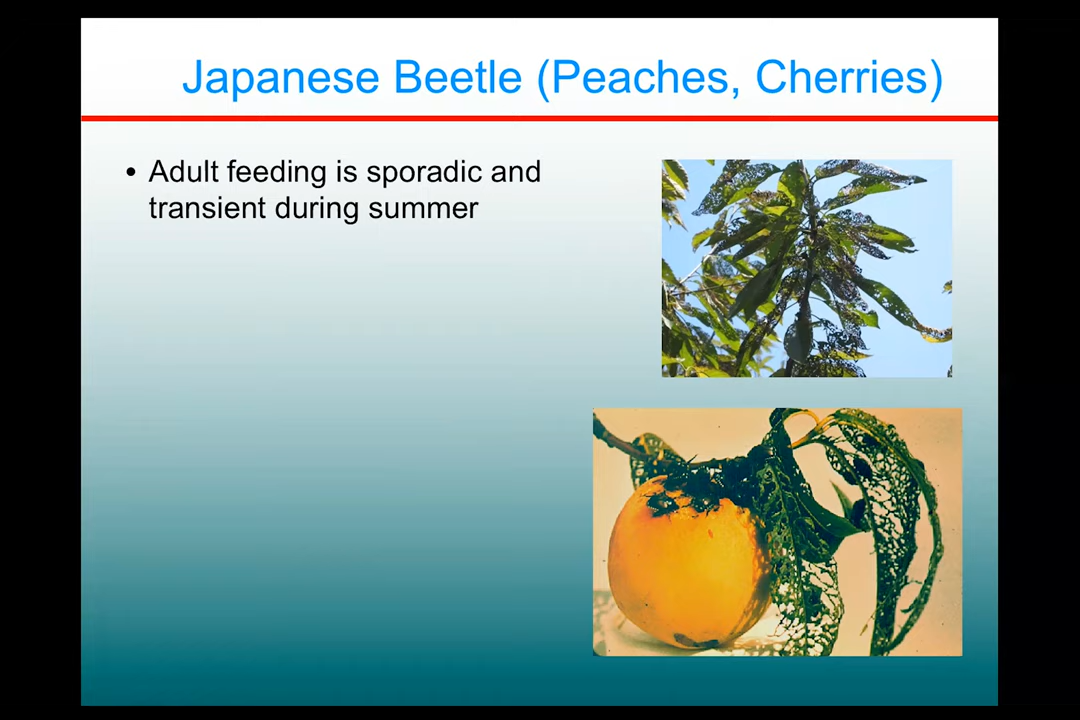 Japanese Beetle (Peaches, Cherries)
• Adult feeding is sporadic and
transient during summer